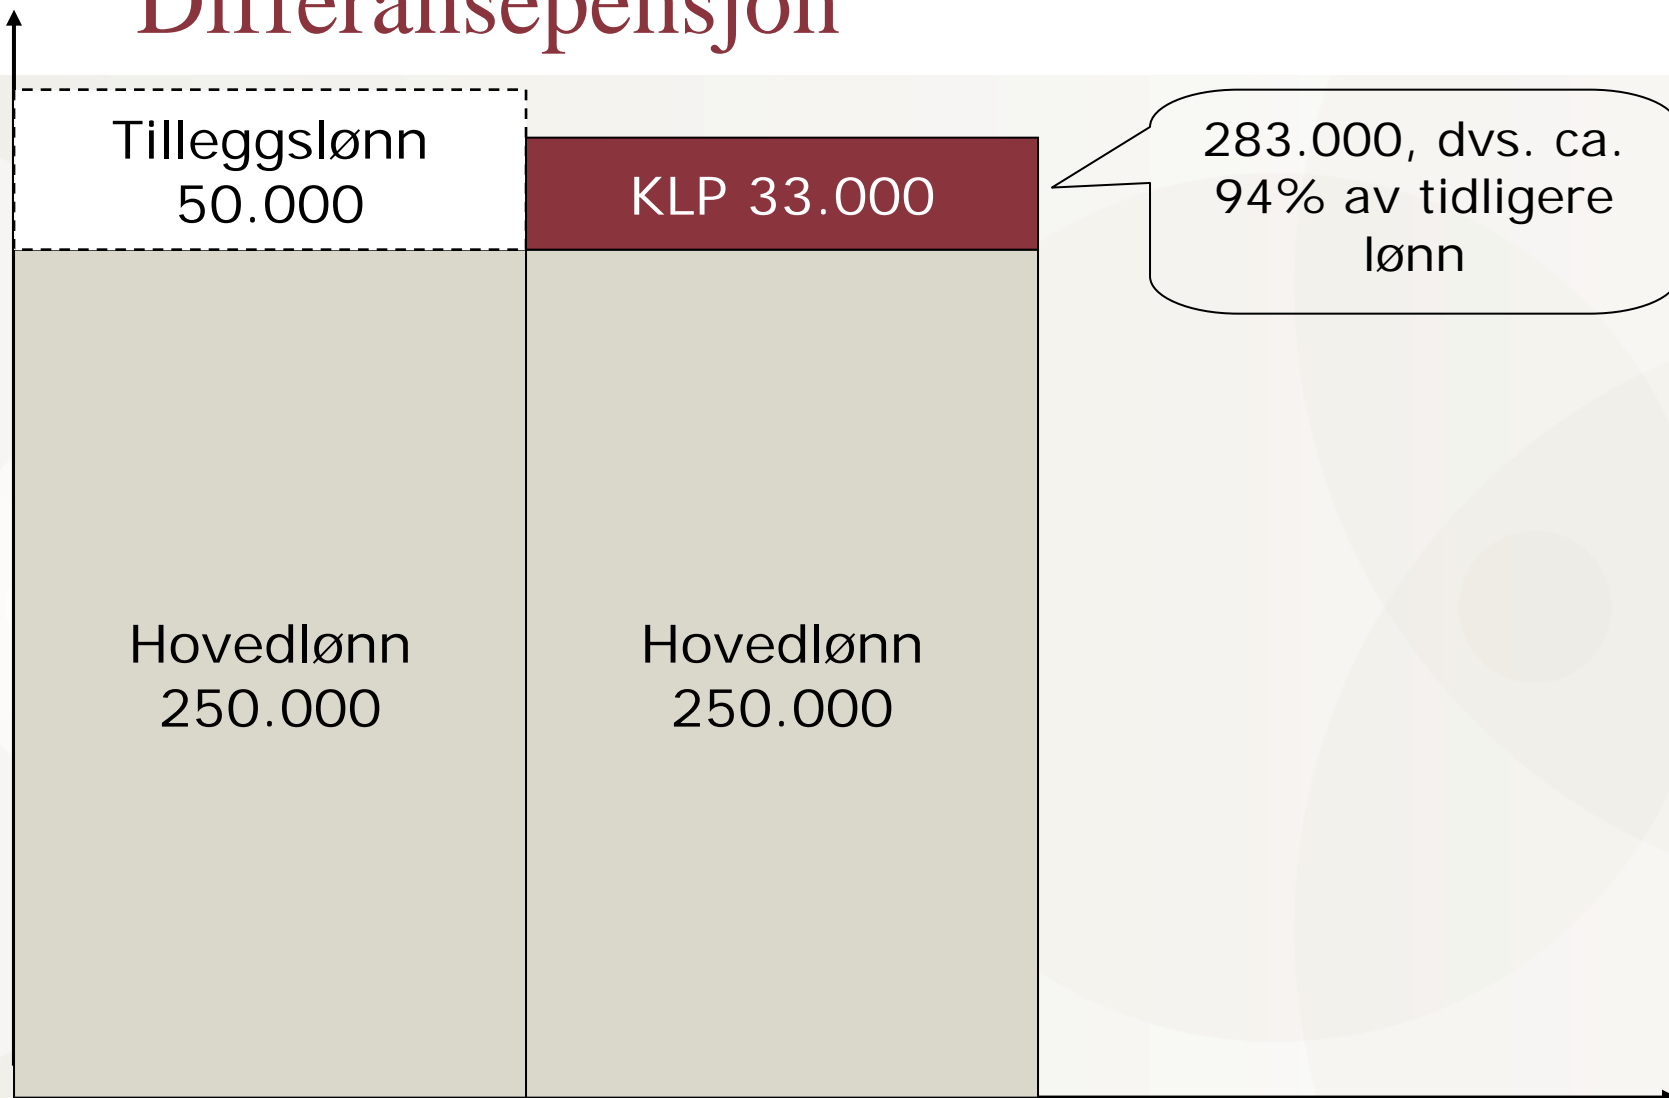 Differansepensjon
Tilleggslønn
50.000
KLP 33.000
283.000, dvs. ca.
94% av tidligere
lønn
Hovedlønn
250.000
Hovedlønn
250.000